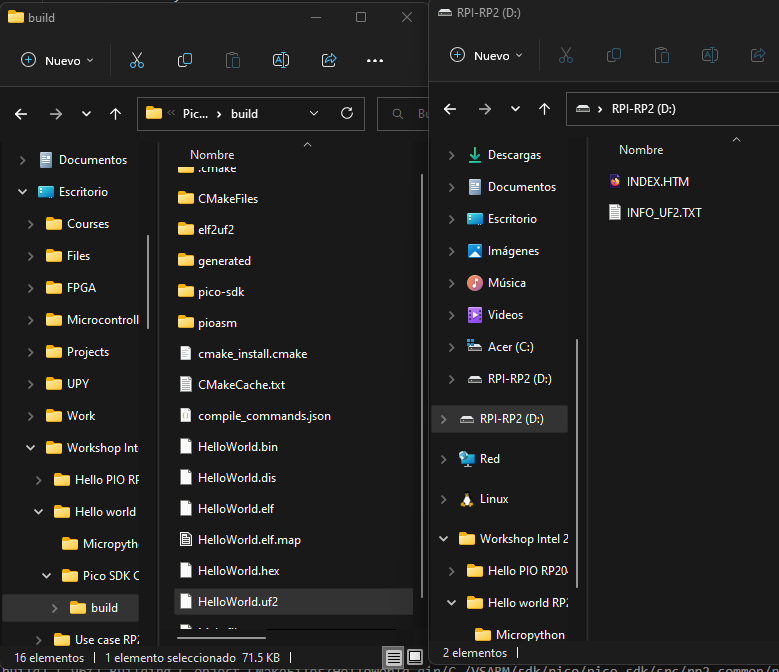 build
Nuevo
Pic...
build
Bu
Documentos
Escritorio
Courses
Files
FPGA
Microcontroll
Projects
UPY
Work
Workshop Inte
Hello PIO RP
Hello world
Micropyth
Pico SDK C
build
Use case RP2
Nombre
.cmake
CMakeFiles
elf2uf2
generated
pico-sdk
pioasm
cmake_install.cmake
CMakeCache.txt
compile_commands.json
HelloWorld.bin
HelloWorld.dis
HelloWorld.elf
HelloWorld.elf.map
HelloWorld.hex
HelloWorld.uf2
16 elementos
1 elemento seleccionado 71.5 KB
RPI-RP2 (D:)
Nuevo
RPI-RP2 (D:)
Descargas
Documentos
Escritorio
Imágenes
Música
Videos
Acer (C:)
RPI-RP2 (D:)
RPI-RP2 (D:)
Red
Linux
Workshop Intel 2
Hello PIO RP20
Hello world RP2
Micropython
Nombre
INDEX.HTM
INFO_UF2.TXT
2 elementos